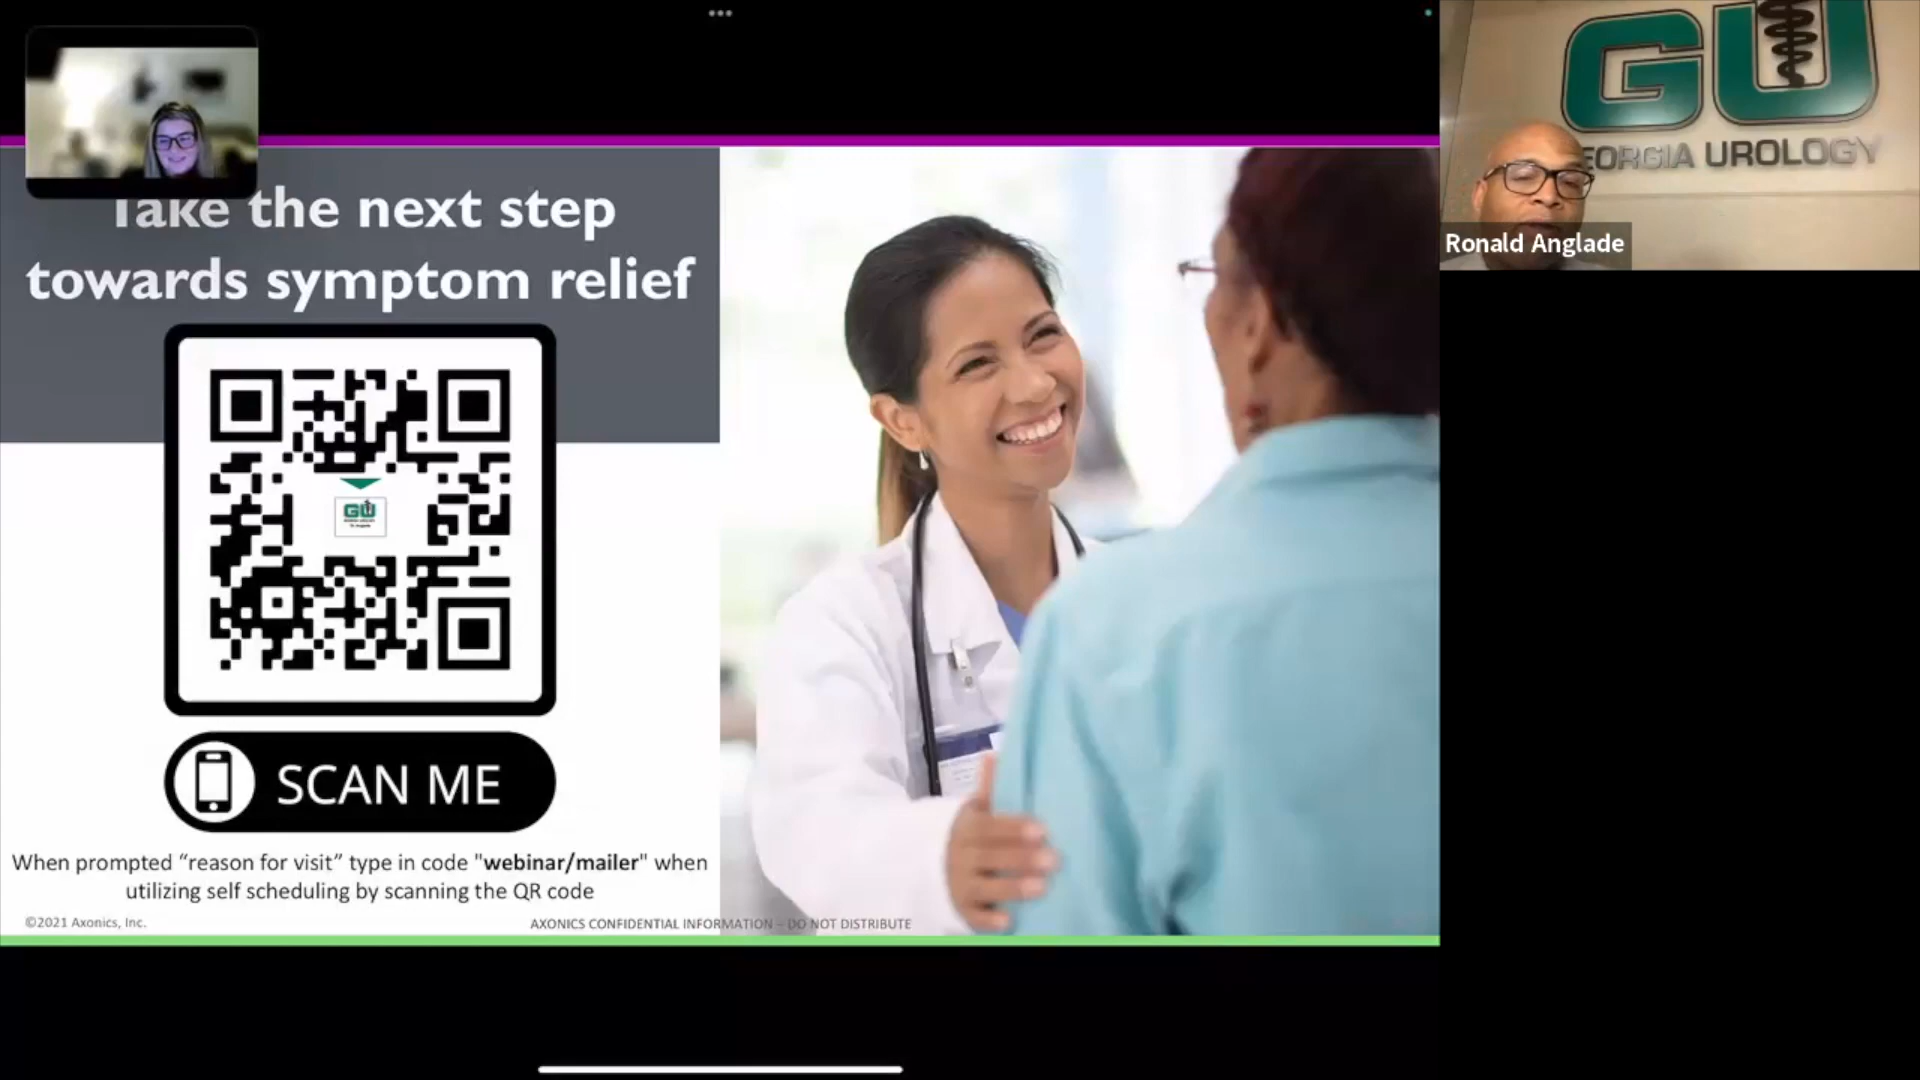 Take the next step
towards symptom relief
GU
SCAN ME
When prompted “reason for visit” type in code "webinar/mailer" when
utilizing self scheduling by scanning the QR code
©2021 Axonics, Inc.
AXONICS CONFIDENTIAL INFORMATION – DO NOT DISTRIBUTE
GU
EORGIA UROLOGY
Ronald Anglade